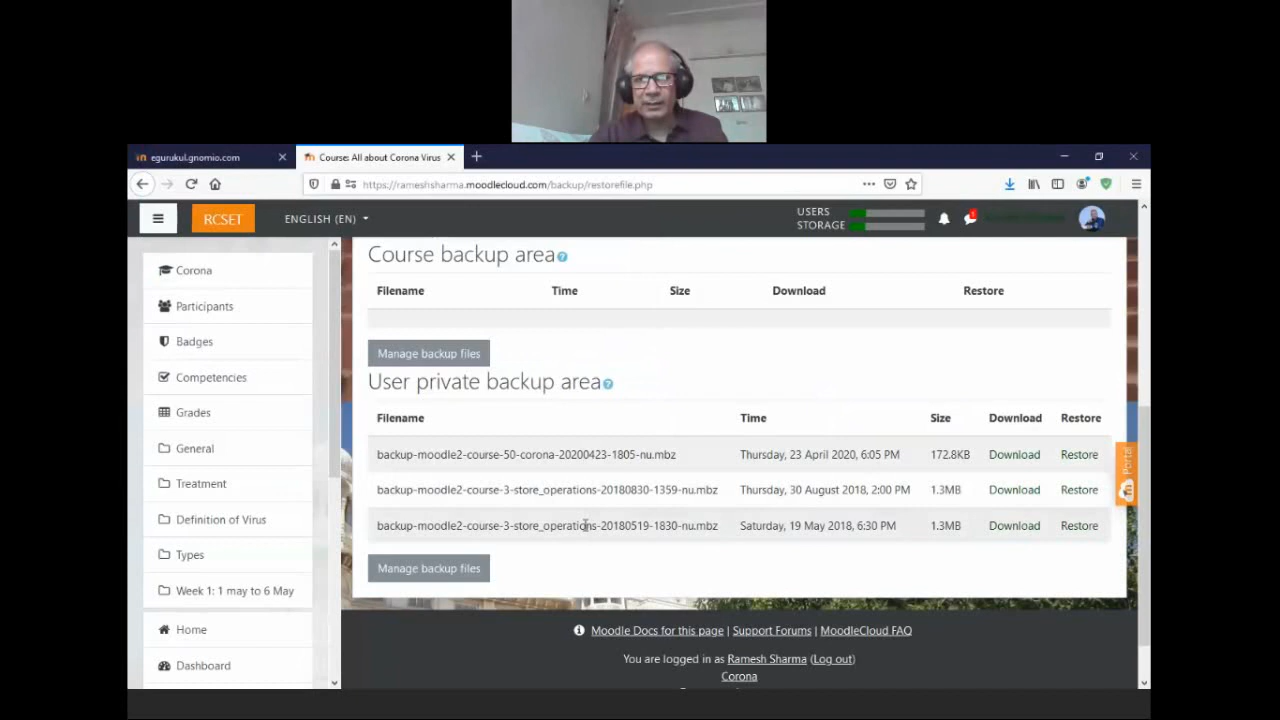 egurukul.gnomio.com
Course: All about Corona Virus
https://rameshsharma.moodlecloud.com/backup/restorefile.php
RCSET
ENGLISH (EN)
USERS
STORAGE
Corona
Participants
Badges
Competencies
Grades
General
Treatment
Definition of Virus
Types
Week 1: 1 may to 6 May
Home
Dashboard
Course backup area
Filename Time Size Download Restore
Manage backup files
User private backup area
Filename Time Size Download Restore
backup-moodle2-course-50-corona-20200423-1805-nu.mbz Thursday, 23 April 2020, 6:05 PM 172.8KB Download Restore
backup-moodle2-course-3-store_operations-20180830-1359-nu.mbz Thursday, 30 August 2018, 2:00 PM 1.3MB Download Restore
backup-moodle2-course-3-store_operations-20180519-1830-nu.mbz Saturday, 19 May 2018, 6:30 PM 1.3MB Download Restore
Manage backup files
Portal
Moodle Docs for this page | Support Forums | MoodleCloud FAQ
You are logged in as Ramesh Sharma (Log out)
Corona